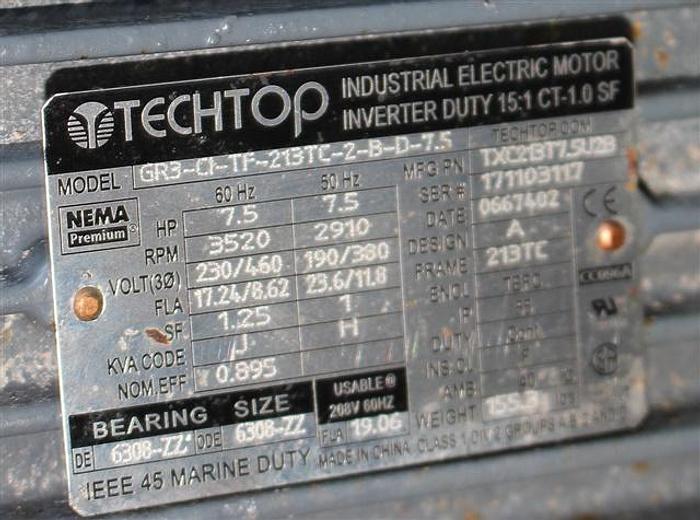 TECHTOP
INDUSTRIAL ELECTRIC MOTOR
INVERTER DUTY 15:1 CT-1.0 SF
TECHTOP.COM
MODEL GR3-CI-TF-213TC-2-B-D-7.5
MFG PN TXC213T7.5U2B
NEMA
Premium
60 Hz 50 Hz
HP 7.5 7.5
RPM 3520 2910
VOLT(3Ø) 230/460 190/380
FLA 17.24/8.62 23.6/11.8
SF 1.25 1
KVA CODE J H
NOM.EFF 0.895
SER # 171103117
DATE 0667402
DESIGN A
FRAME 213TC
ENCL
IP
DUTY Cont.
INS.CL F
AMB 40
WEIGHT 155.3
CE
BEARING SIZE
DE 6308-ZZ ODE 6308-ZZ
USABLE@
208V 60HZ
FLA 19.06
IEEE 45 MARINE DUTY
MADE IN CHINA CLASS 1, DIV 2 GROUPS A, B, C AND D